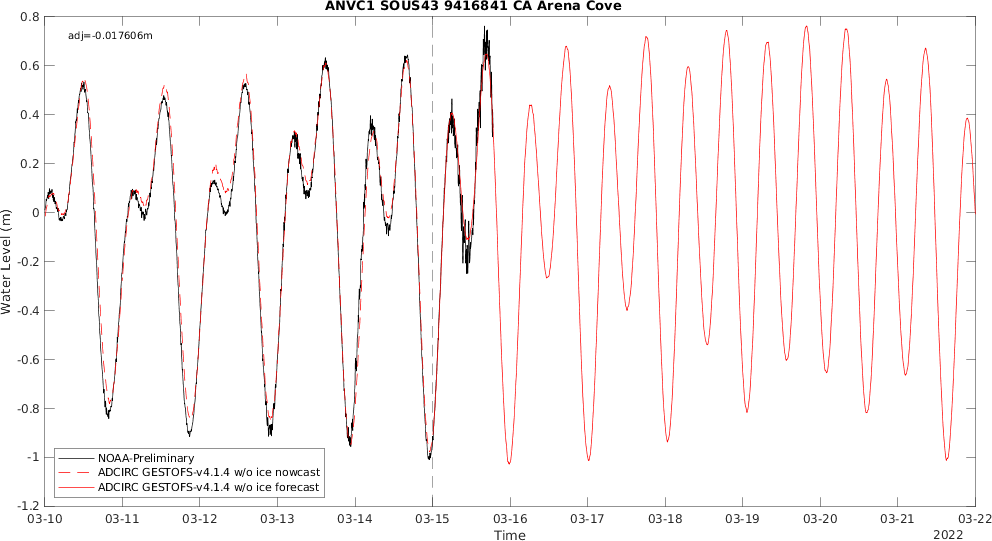 ANVC1 SOUS43 9416841 CA Arena Cove
adj=-0.017606m
0.8
0.6
0.4
0.2
0
-0.2
-0.4
-0.6
-0.8
-1
-1.2
Water Level (m)
NOAA-Preliminary
ADCIRC GESTOFS-v4.1.4 w/o ice nowcast
ADCIRC GESTOFS-v4.1.4 w/o ice forecast
03-10 03-11 03-12 03-13 03-14 03-15 03-16 03-17 03-18 03-19 03-20 03-21 03-22
Time
2022